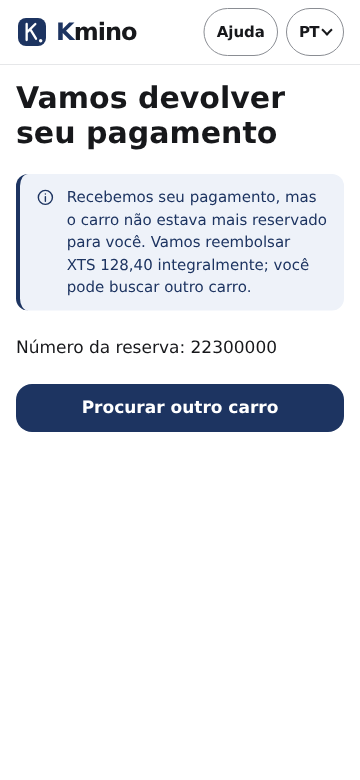 K. Kmino
Ajuda
PT
Vamos devolver
seu pagamento
Recebemos seu pagamento, mas
o carro não estava mais reservado
para você. Vamos reembolsar
XTS 128,40 integralmente; você
pode buscar outro carro.
Número da reserva: 22300000
Procurar outro carro